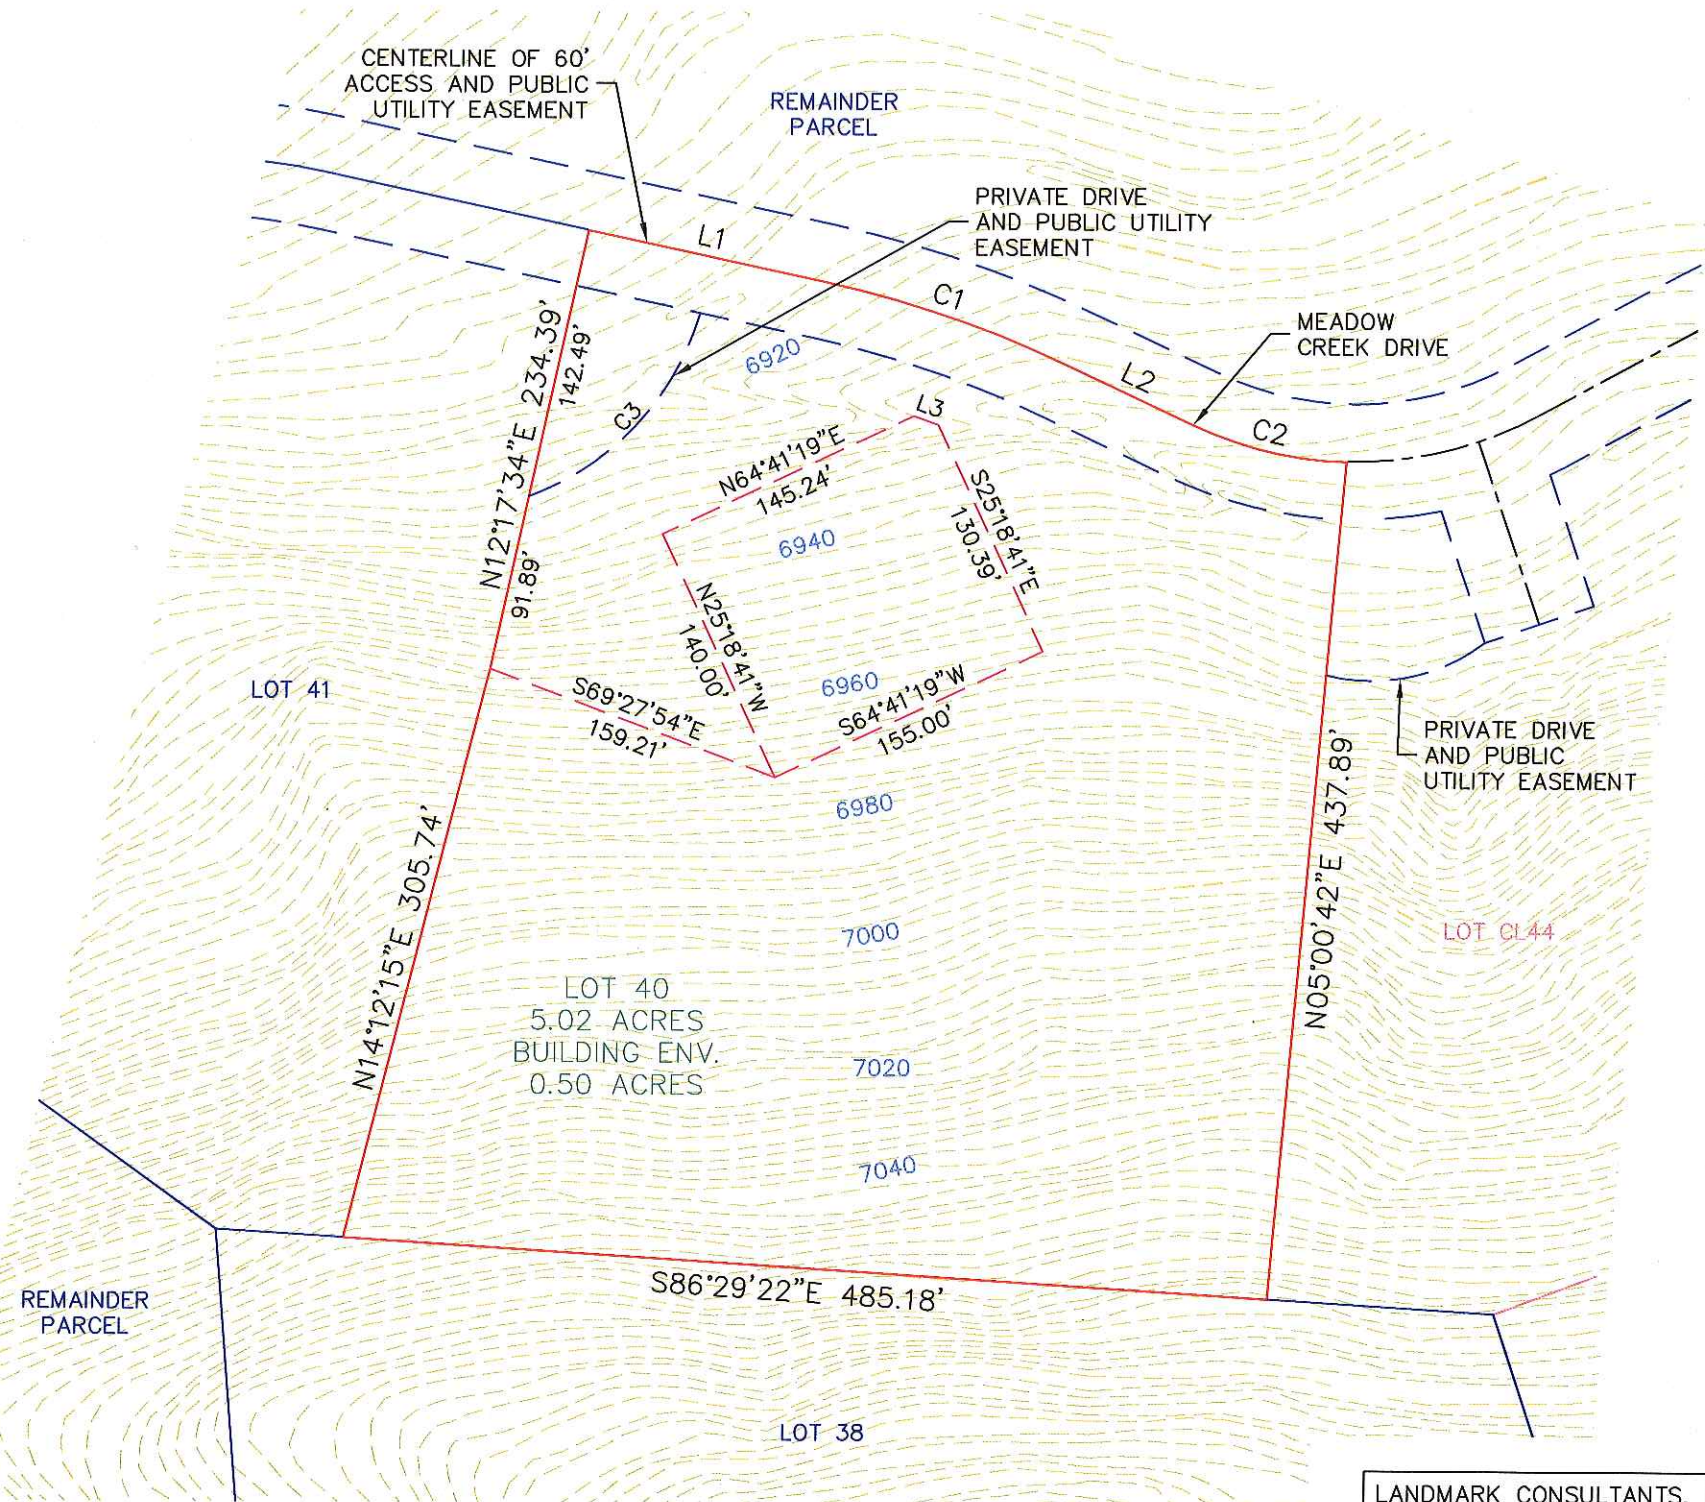 CENTERLINE OF 60'
ACCESS AND PUBLIC
UTILITY EASEMENT
REMAINDER
PARCEL
PRIVATE DRIVE
AND PUBLIC UTILITY
EASEMENT
L1
C1
MEADOW
CREEK DRIVE
L2
C2
N12°17'34"E 234.39'
142.49'
91.89'
C3
6920
L3
N64°41'19"E
145.24'
S25°18'41"E
130.39'
6940
N25°18'41"W
140.00'
6960
S64°41'19"W
155.00'
S69°27'54"E
159.21'
LOT 41
PRIVATE DRIVE
AND PUBLIC
UTILITY EASEMENT
6980
N14°12'15"E 305.74'
N05°00'42"E 437.89'
7000
LOT CL44
LOT 40
5.02 ACRES
BUILDING ENV.
0.50 ACRES
7020
7040
S86°29'22"E 485.18'
REMAINDER
PARCEL
LOT 38
LANDMARK CONSULTANTS